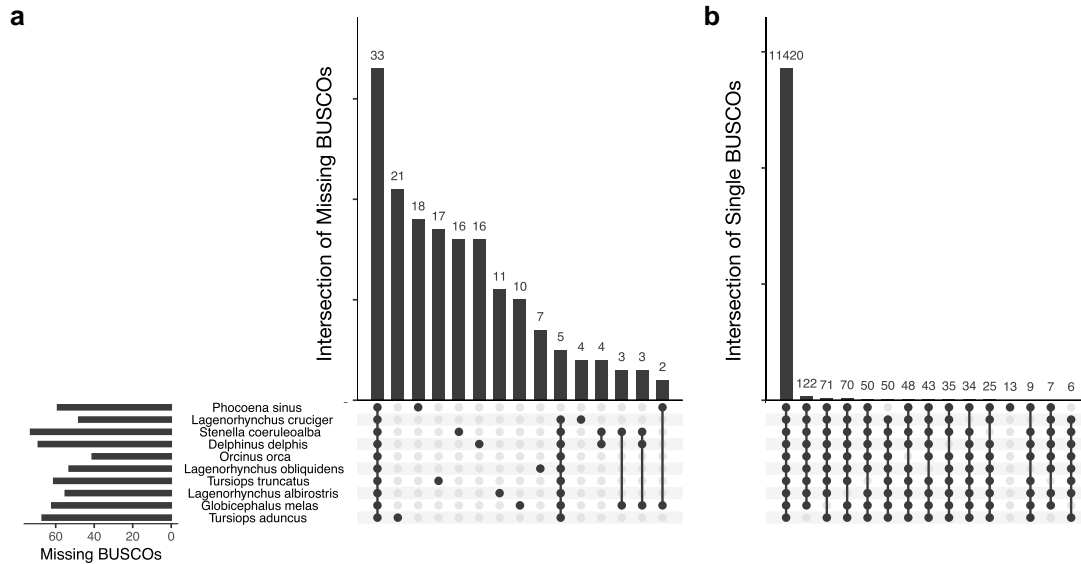 a
b
Intersection of Missing BUSCOs
33
21
18
17
16
16
11
10
7
5
4
4
3
3
2
Intersection of Single BUSCOs
11420
122
71
70
50
50
48
43
35
34
25
13
9
7
6
Phocoena sinus
Lagenorhynchus cruciger
Stenella coeruleoalba
Delphinus delphis
Orcinus orca
Lagenorhynchus obliquidens
Tursiops truncatus
Lagenorhynchus albirostris
Globicephalus melas
Tursiops aduncus
60 40 20 0
Missing BUSCOs